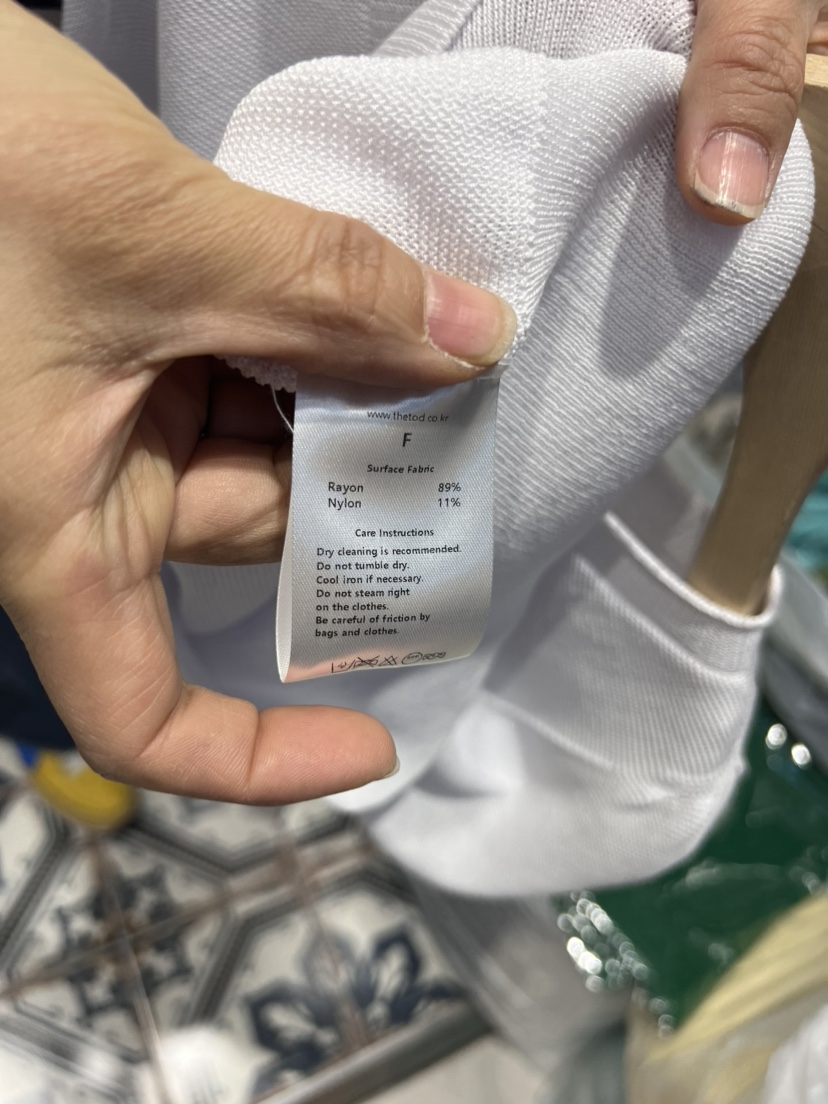 www.thetod.co.kr
F
Surface Fabric
Rayon 89%
Nylon 11%
Care Instructions
Dry cleaning is recommended.
Do not tumble dry.
Cool iron if necessary.
Do not steam right
on the clothes.
Be careful of friction by
bags and clothes.